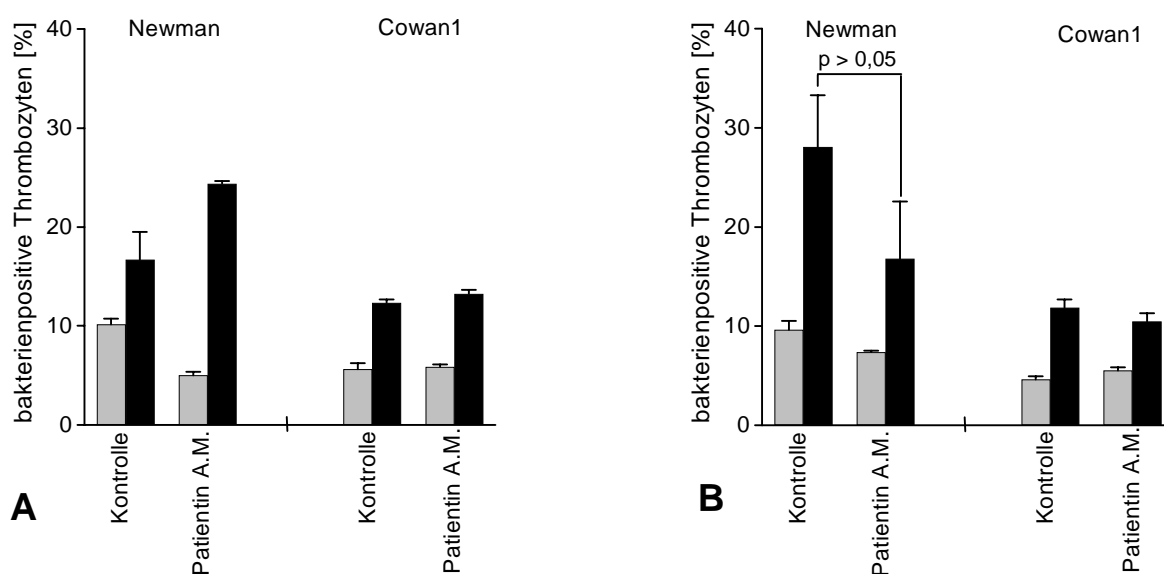 bakterienpositive Thrombozyten [%]
40
30
20
10
0
Newman
Cowan1
Kontrolle
Patientin A.M.
Kontrolle
Patientin A.M.
A
bakterienpositive Thrombozyten [%]
40
30
20
10
0
Newman
Cowan1
p > 0,05
Kontrolle
Patientin A.M.
Kontrolle
Patientin A.M.
B